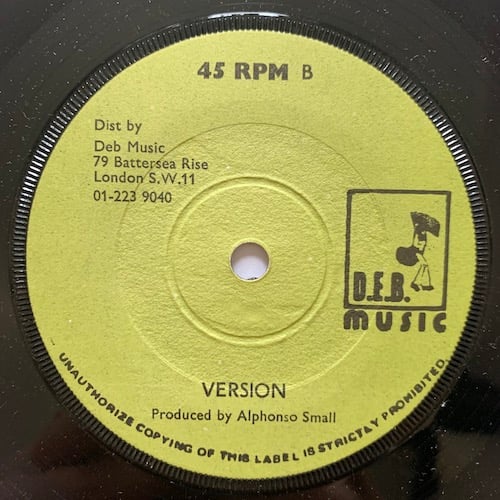 45 RPM B
Dist by
Deb Music
79 Battersea Rise
London S.W.11
01-223 9040
D.E.B.
MUSIC
VERSION
Produced by Alphonso Small
UNAUTHORIZE COPYING OF THIS LABEL IS STRICTLY PROHIBITED.